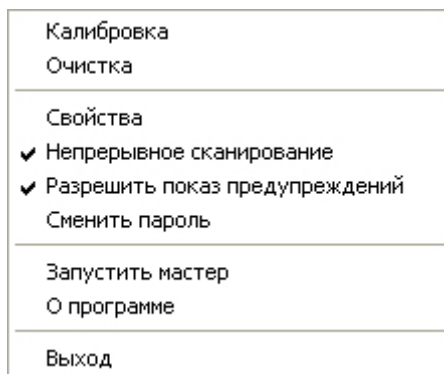 Калибровка
Очистка
Свойства
Непрерывное сканирование
Разрешить показ предупреждений
Сменить пароль
Запустить мастер
О программе
Выход